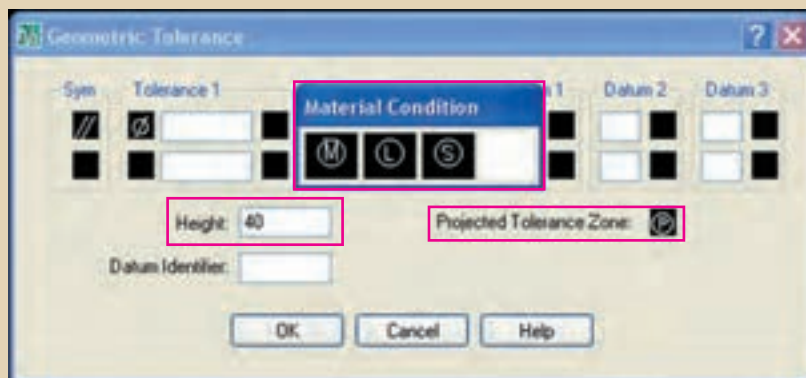 Geometric Tolerance
Sym Tolerance 1 1 Datum 2 Datum 3
Material Condition
// Ø
Ⓜ Ⓛ Ⓢ
Height: 40 Projected Tolerance Zone: Ⓟ
Datum Identifier:
OK Cancel Help